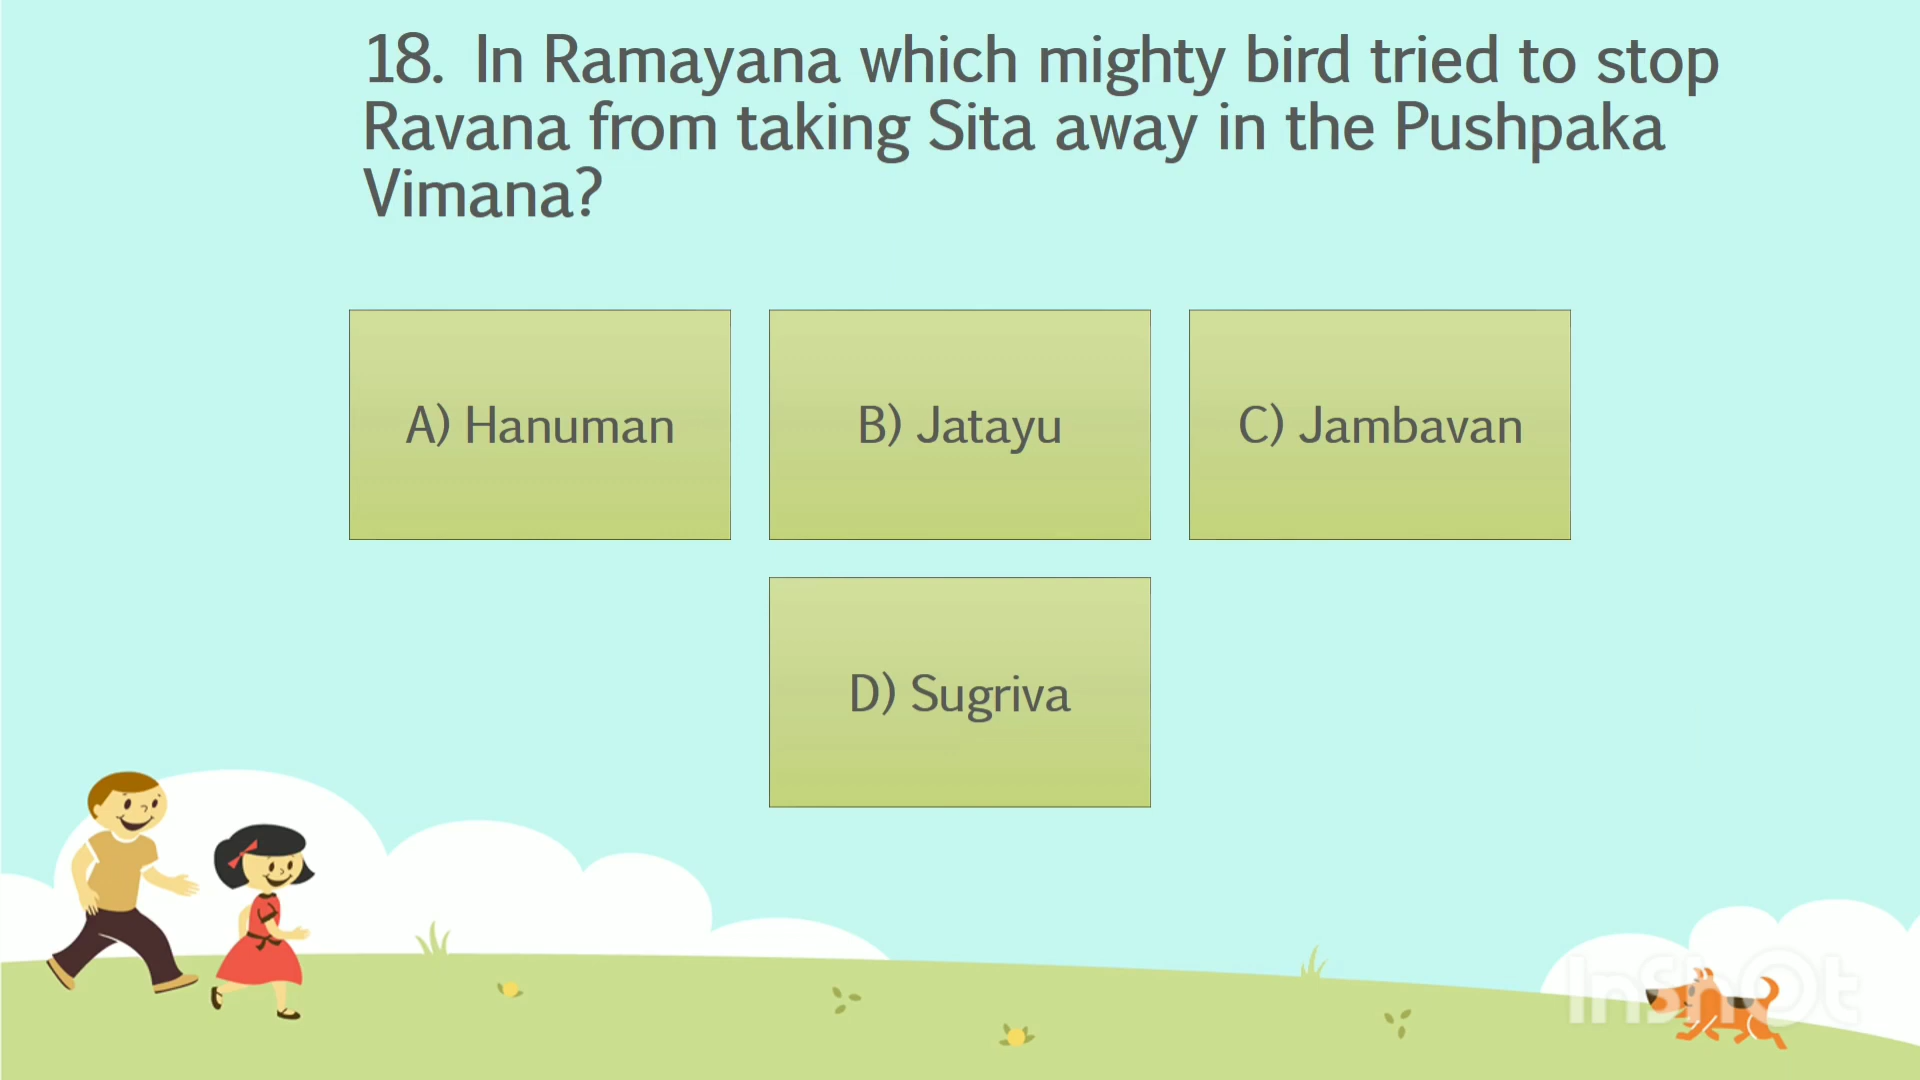 18. In Ramayana which mighty bird tried to stop
Ravana from taking Sita away in the Pushpaka
Vimana?
A) Hanuman
B) Jatayu
C) Jambavan
D) Sugriva
InShOt